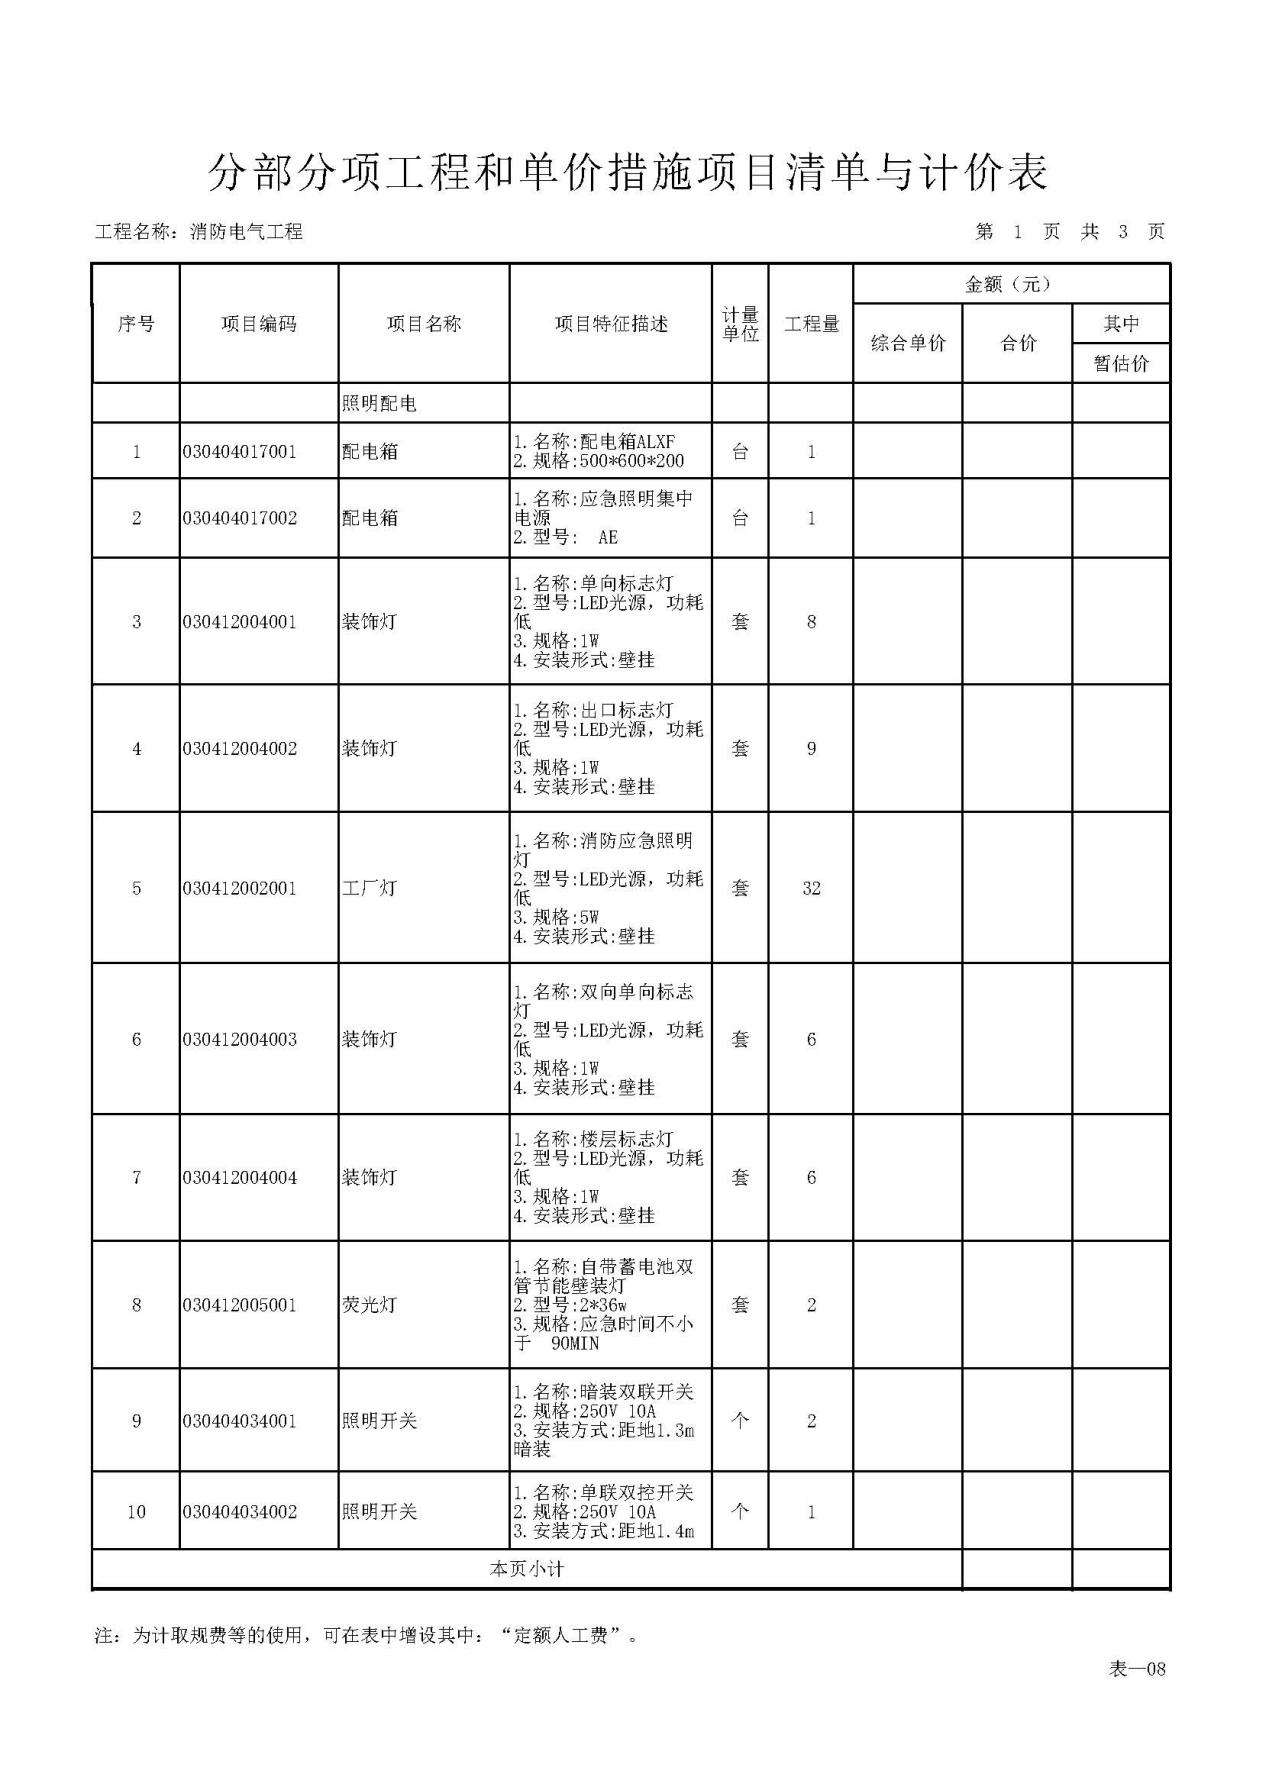 分部分项工程和单价措施项目清单与计价表
工程名称：消防电气工程 第 1 页 共 3 页
序号 项目编码 项目名称 项目特征描述 计量单位 工程量 金额（元）
综合单价 合价 其中
暂估价
照明配电
1 030404017001 配电箱 1.名称:配电箱ALXF
2.规格:500*600*200 台 1
2 030404017002 配电箱 1.名称:应急照明集中
电源
2.型号: AE 台 1
3 030412004001 装饰灯 1.名称:单向标志灯
2.型号:LED光源，功耗
低
3.规格:1W
4.安装形式:壁挂 套 8
4 030412004002 装饰灯 1.名称:出口标志灯
2.型号:LED光源，功耗
低
3.规格:1W
4.安装形式:壁挂 套 9
5 030412002001 工厂灯 1.名称:消防应急照明
灯
2.型号:LED光源，功耗
低
3.规格:5W
4.安装形式:壁挂 套 32
6 030412004003 装饰灯 1.名称:双向单向标志
灯
2.型号:LED光源，功耗
低
3.规格:1W
4.安装形式:壁挂 套 6
7 030412004004 装饰灯 1.名称:楼层标志灯
2.型号:LED光源，功耗
低
3.规格:1W
4.安装形式:壁挂 套 6
8 030412005001 荧光灯 1.名称:自带蓄电池双
管节能壁装灯
2.型号:2*36w
3.规格:应急时间不小
于 90MIN 套 2
9 030404034001 照明开关 1.名称:暗装双联开关
2.规格:250V 10A
3.安装方式:距地1.3m
暗装 个 2
10 030404034002 照明开关 1.名称:单联双控开关
2.规格:250V 10A
3.安装方式:距地1.4m 个 1
本页小计
注：为计取规费等的使用，可在表中增设其中：“定额人工费”。
表—08